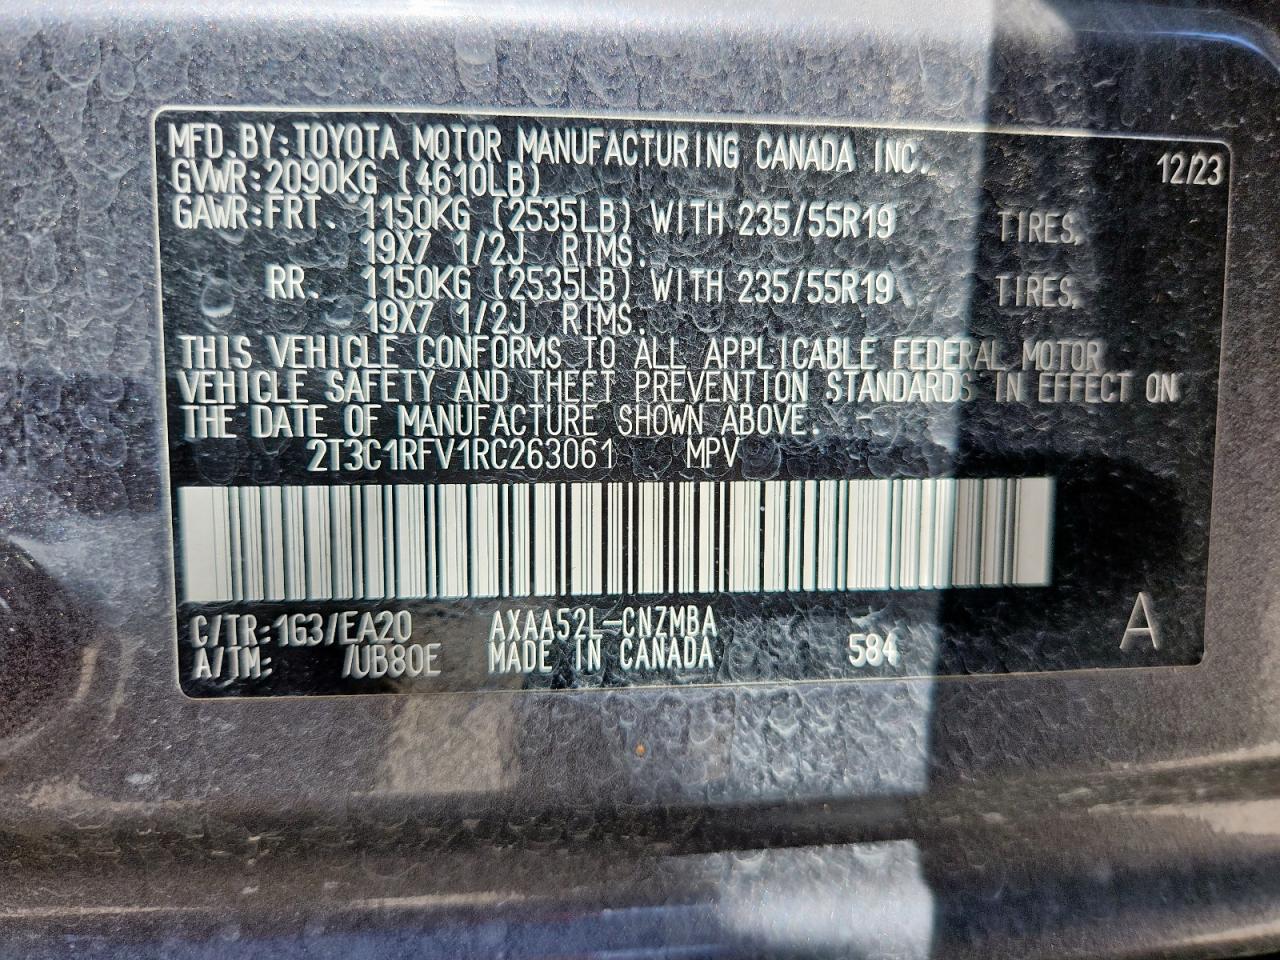 MFD.BY:TOYOTA MOTOR MANUFACTURING CANADA INC. 12/23
GVWR:2090KG (4610LB)
GAWR:FRT. 1150KG (2535LB) WITH 235/55R19 TIRES,
19X7 1/2J RIMS.
RR. 1150KG (2535LB) WITH 235/55R19 TIRES,
19X7 1/2J RIMS.
THIS VEHICLE CONFORMS TO ALL APPLICABLE FEDERAL MOTOR
VEHICLE SAFETY AND THEFT PREVENTION STANDARDS IN EFFECT ON
THE DATE OF MANUFACTURE SHOWN ABOVE.
2T3C1RFV1RC263061 MPV
C/TR:1G3/EA20 AXAA52L-CNZMBA 584 A
A/TM: /UB80E MADE IN CANADA